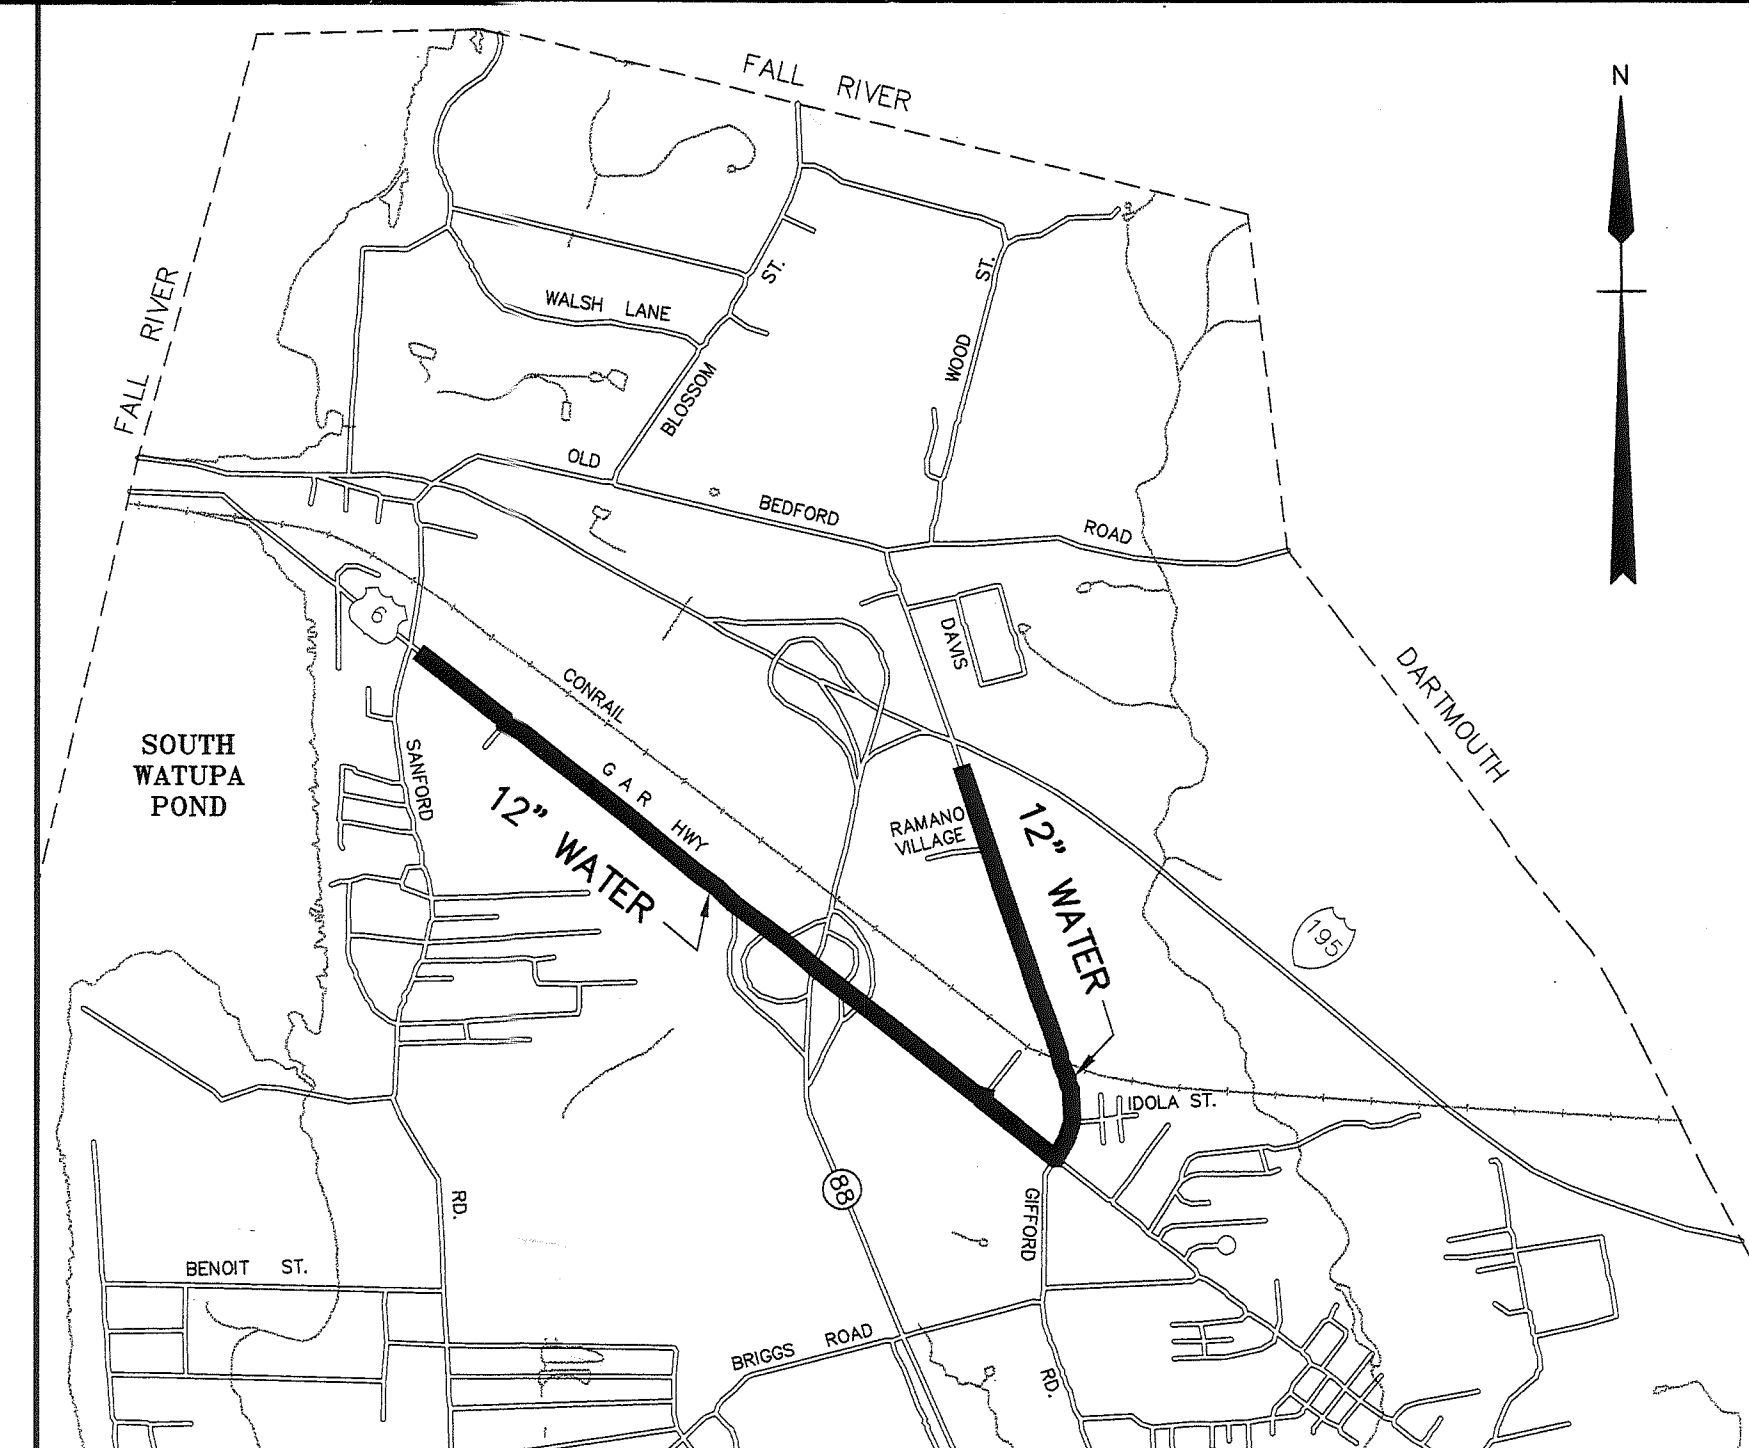 FALL RIVER
N
FALL RIVER
ST.
ST.
WALSH LANE
WOOD
BLOSSOM
OLD
BEDFORD
ROAD
6
DAVIS
CONRAIL
DARTMOUTH
SOUTH
WATUPA
POND
SANFORD
G A R
HWY
12" WATER
RAMANO
VILLAGE
12" WATER
195
IDOLA ST.
88
RD.
GIFFORD
BENOIT ST.
BRIGGS ROAD
RD.